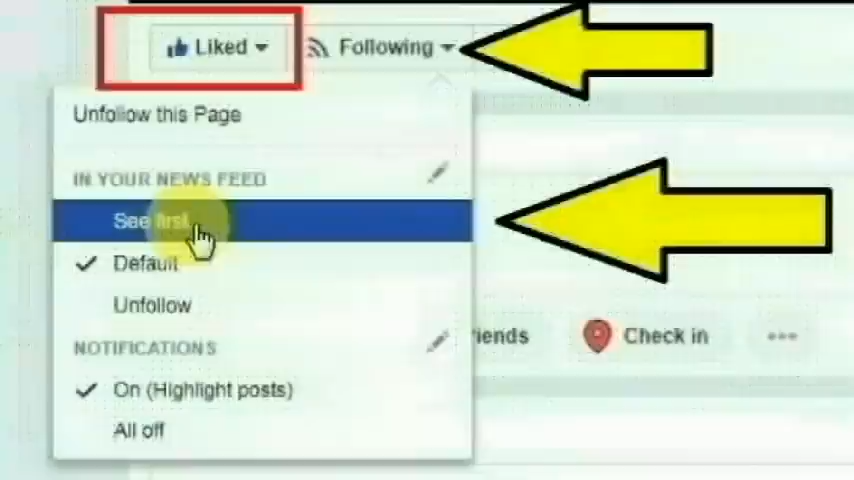 Liked Following
Unfollow this Page
IN YOUR NEWS FEED
See first
Default
Unfollow
riends Check in
NOTIFICATIONS
On (Highlight posts)
All off